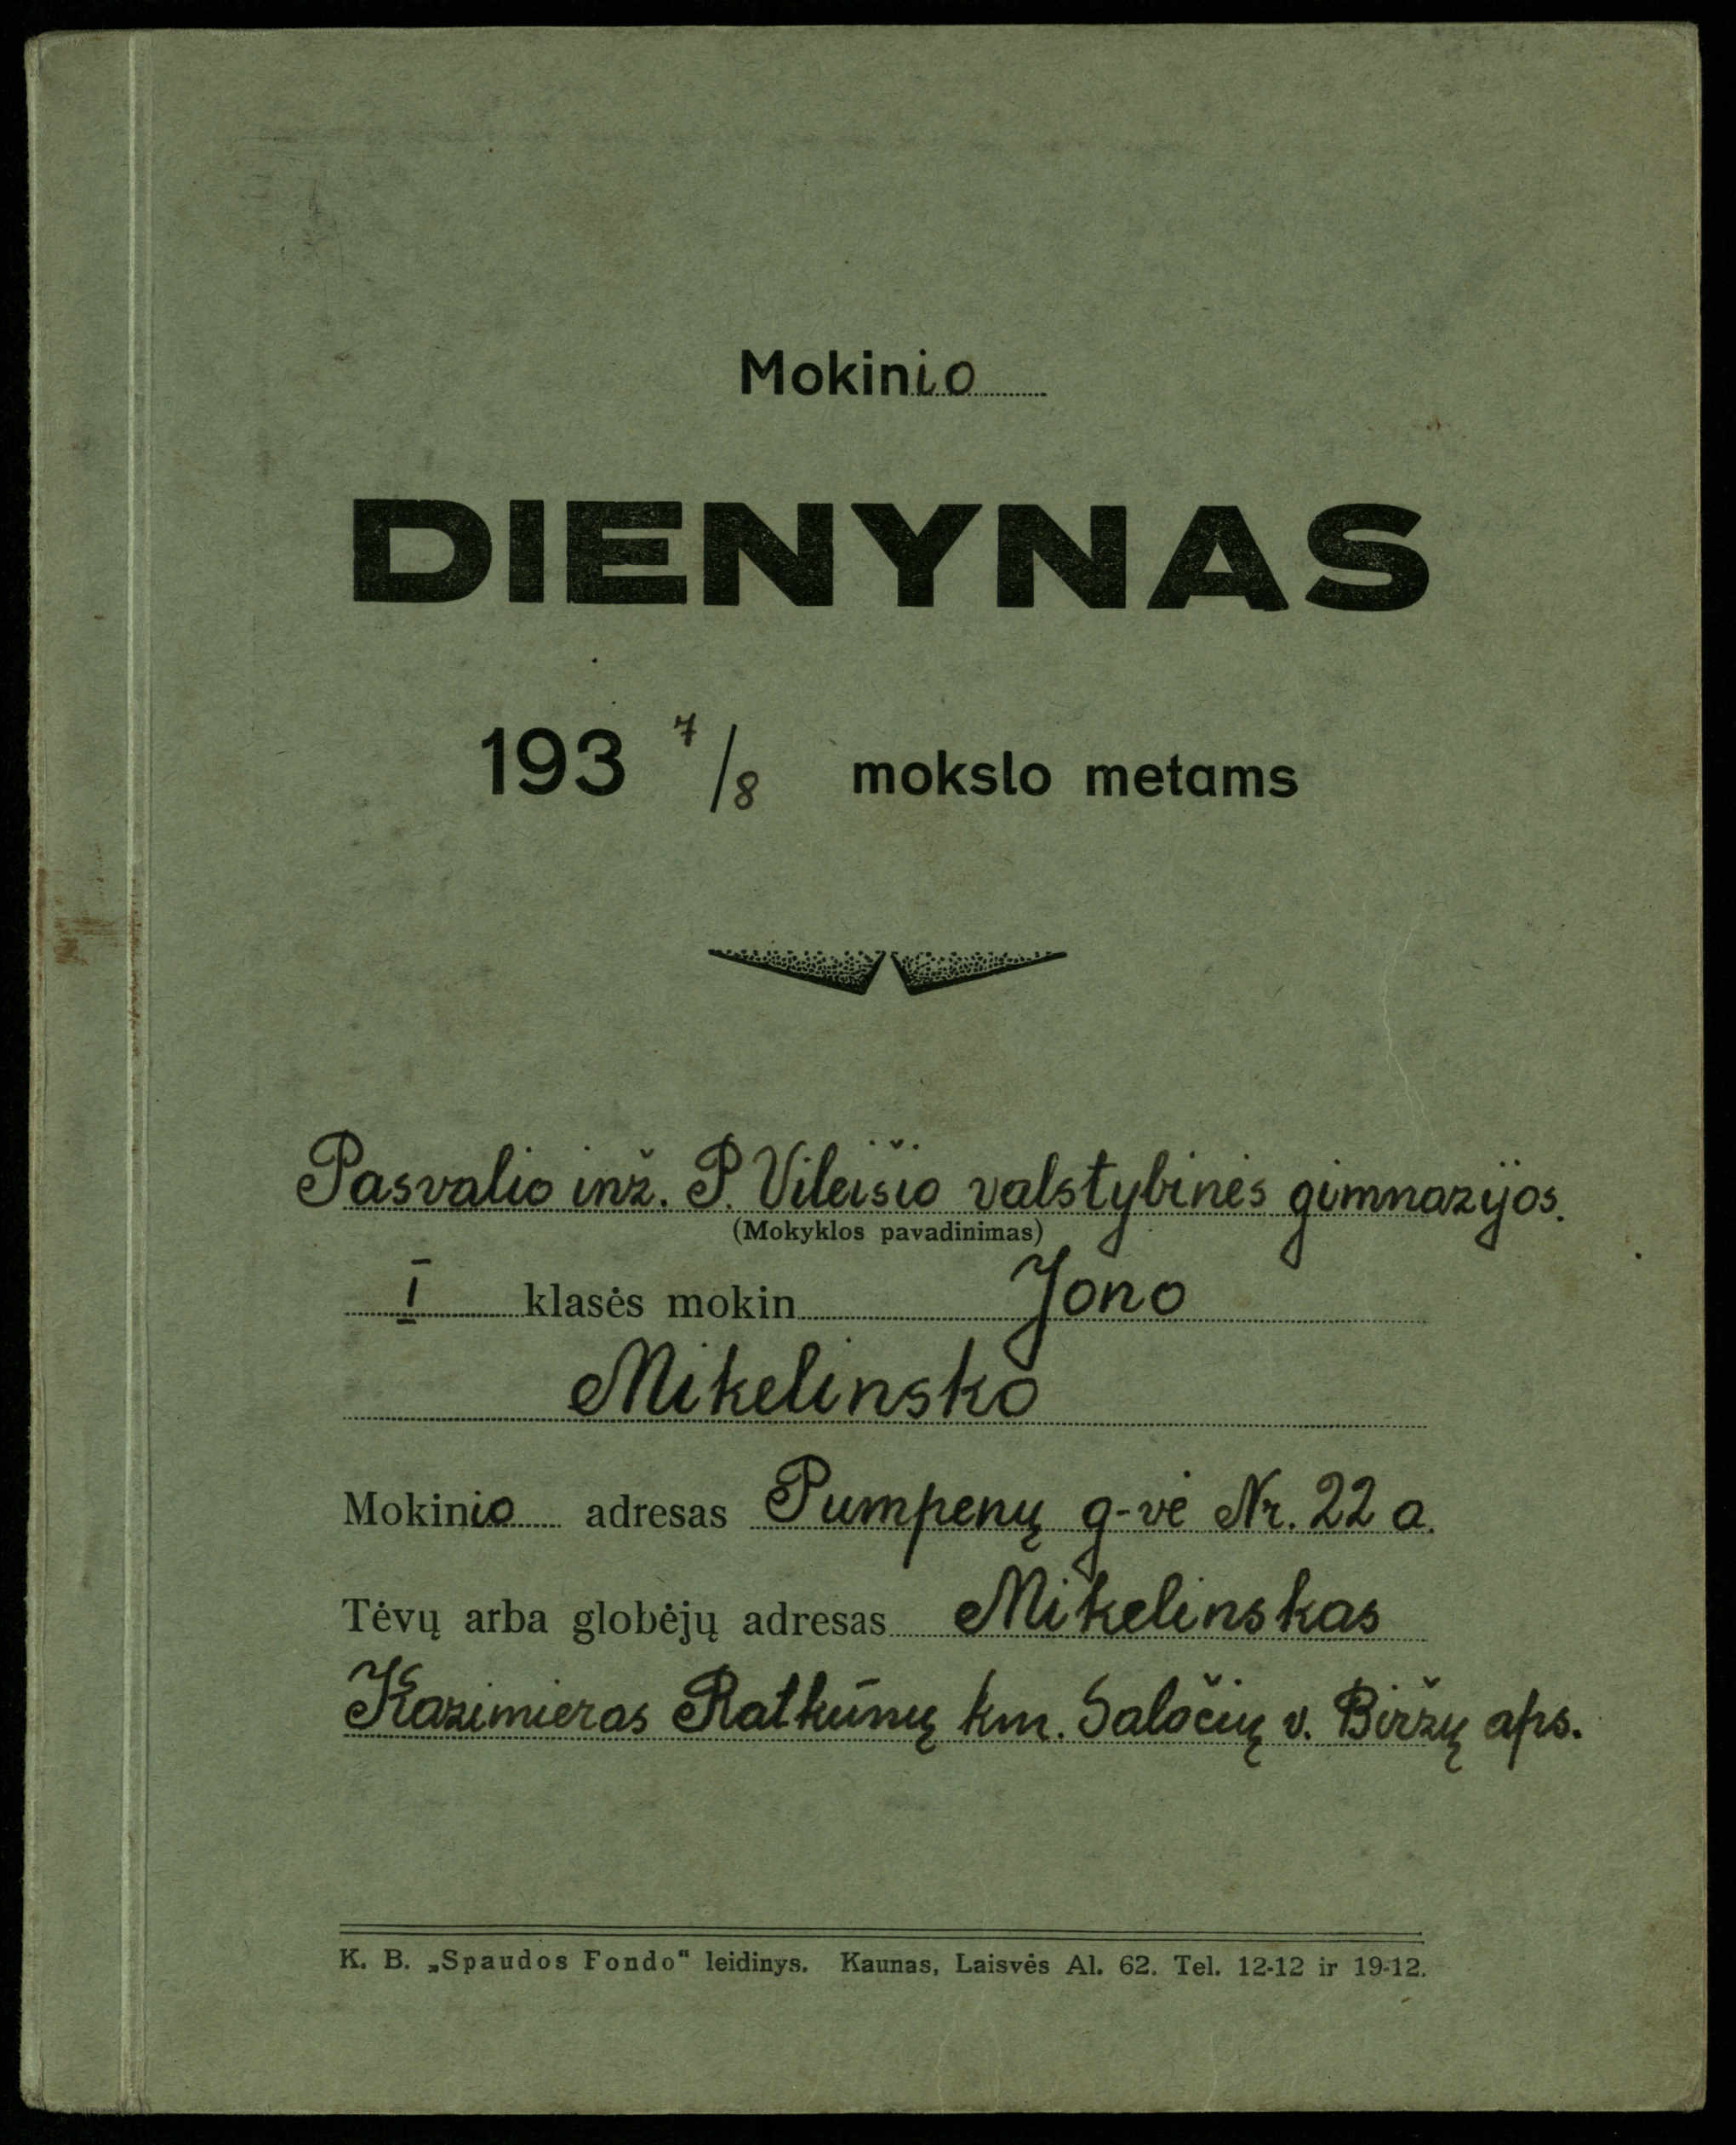 Mokinio
DIENYNAS
193 7/8 mokslo metams
Pasvalio inž. P. Vileišio valstybinės gimnazijos.
(Mokyklos pavadinimas)
I klasės mokin Jono
Mikelinsko
Mokinio adresas Pumpėnų g-vė Nr. 22 a.
Tėvų arba globėjų adresas Mikelinskas
Kazimieras Ratkūnų km. Saločių v. Biržų aps.
K. B. „Spaudos Fondo“ leidinys. Kaunas, Laisvės Al. 62. Tel. 12-12 ir 19-12.